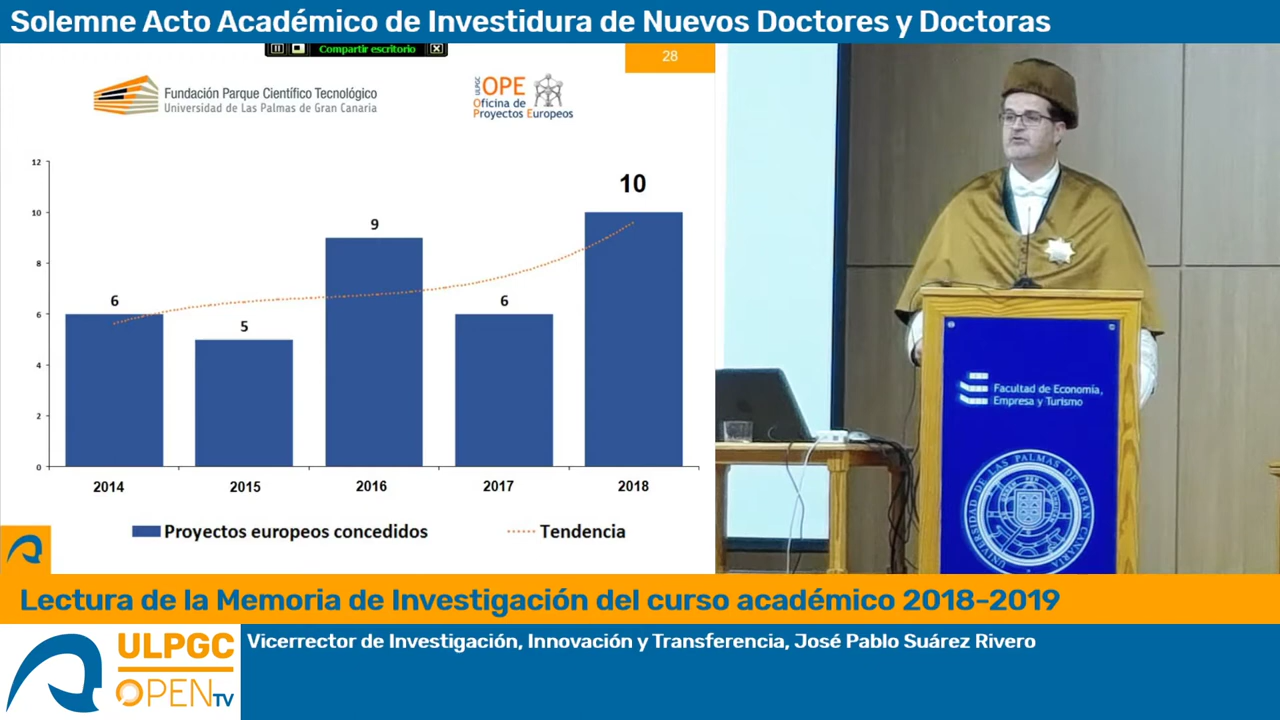 Solemne Acto Académico de Investidura de Nuevos Doctores y Doctoras
Compartir escritorio
28
Fundación Parque Científico Tecnológico
Universidad de Las Palmas de Gran Canaria
ULPGC
OPE
Oficina de
Proyectos Europeos
12
10
8
6
4
2
0
6
5
9
6
10
2014
2015
2016
2017
2018
Proyectos europeos concedidos
Tendencia
Facultad de Economía,
Empresa y Turismo
UNIVERSIDAD DE LAS PALMAS DE GRAN CANARIA
Lectura de la Memoria de Investigación del curso académico 2018-2019
ULPGC
OPENTV
Vicerrector de Investigación, Innovación y Transferencia, José Pablo Suárez Rivero